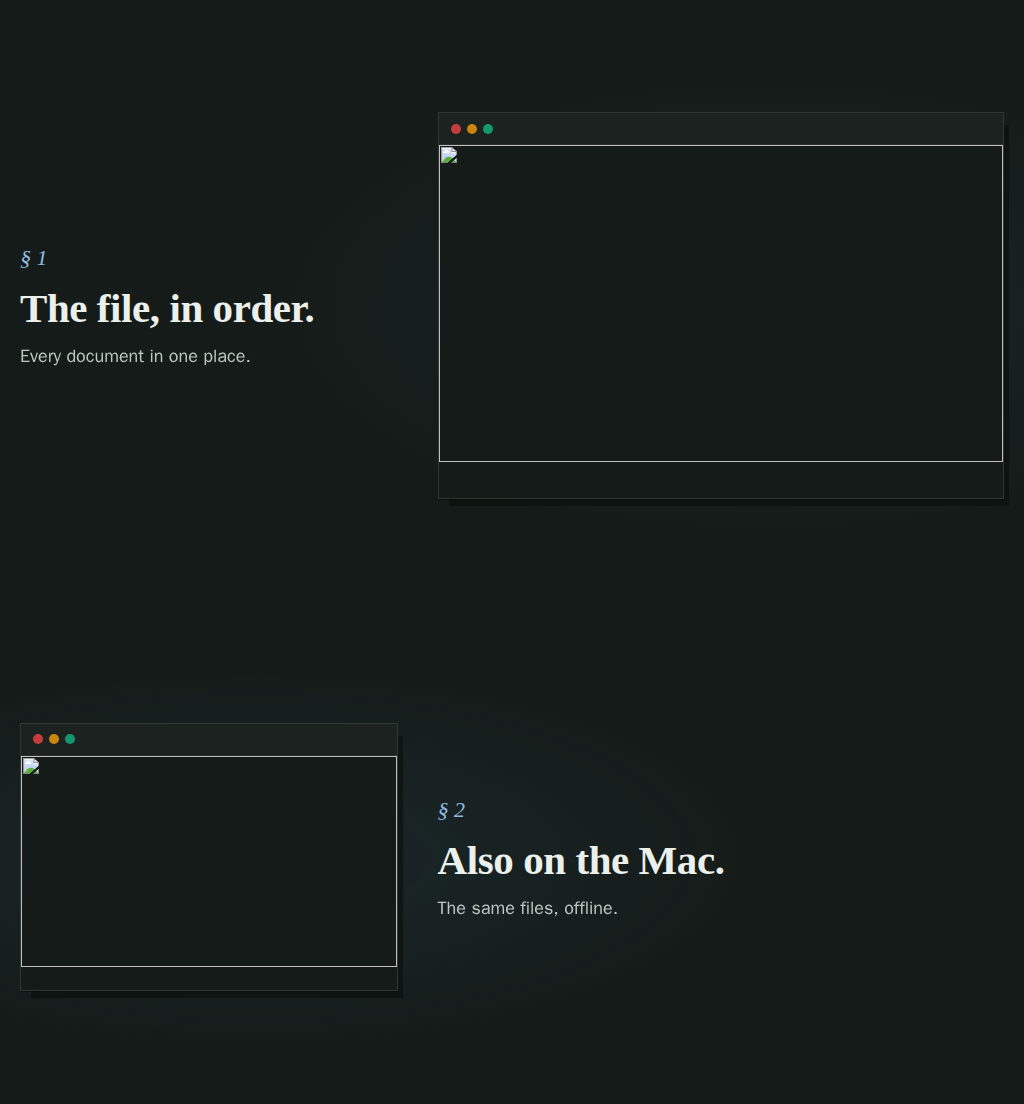 § 1
The file, in order.
Every document in one place.
§ 2
Also on the Mac.
The same files, offline.